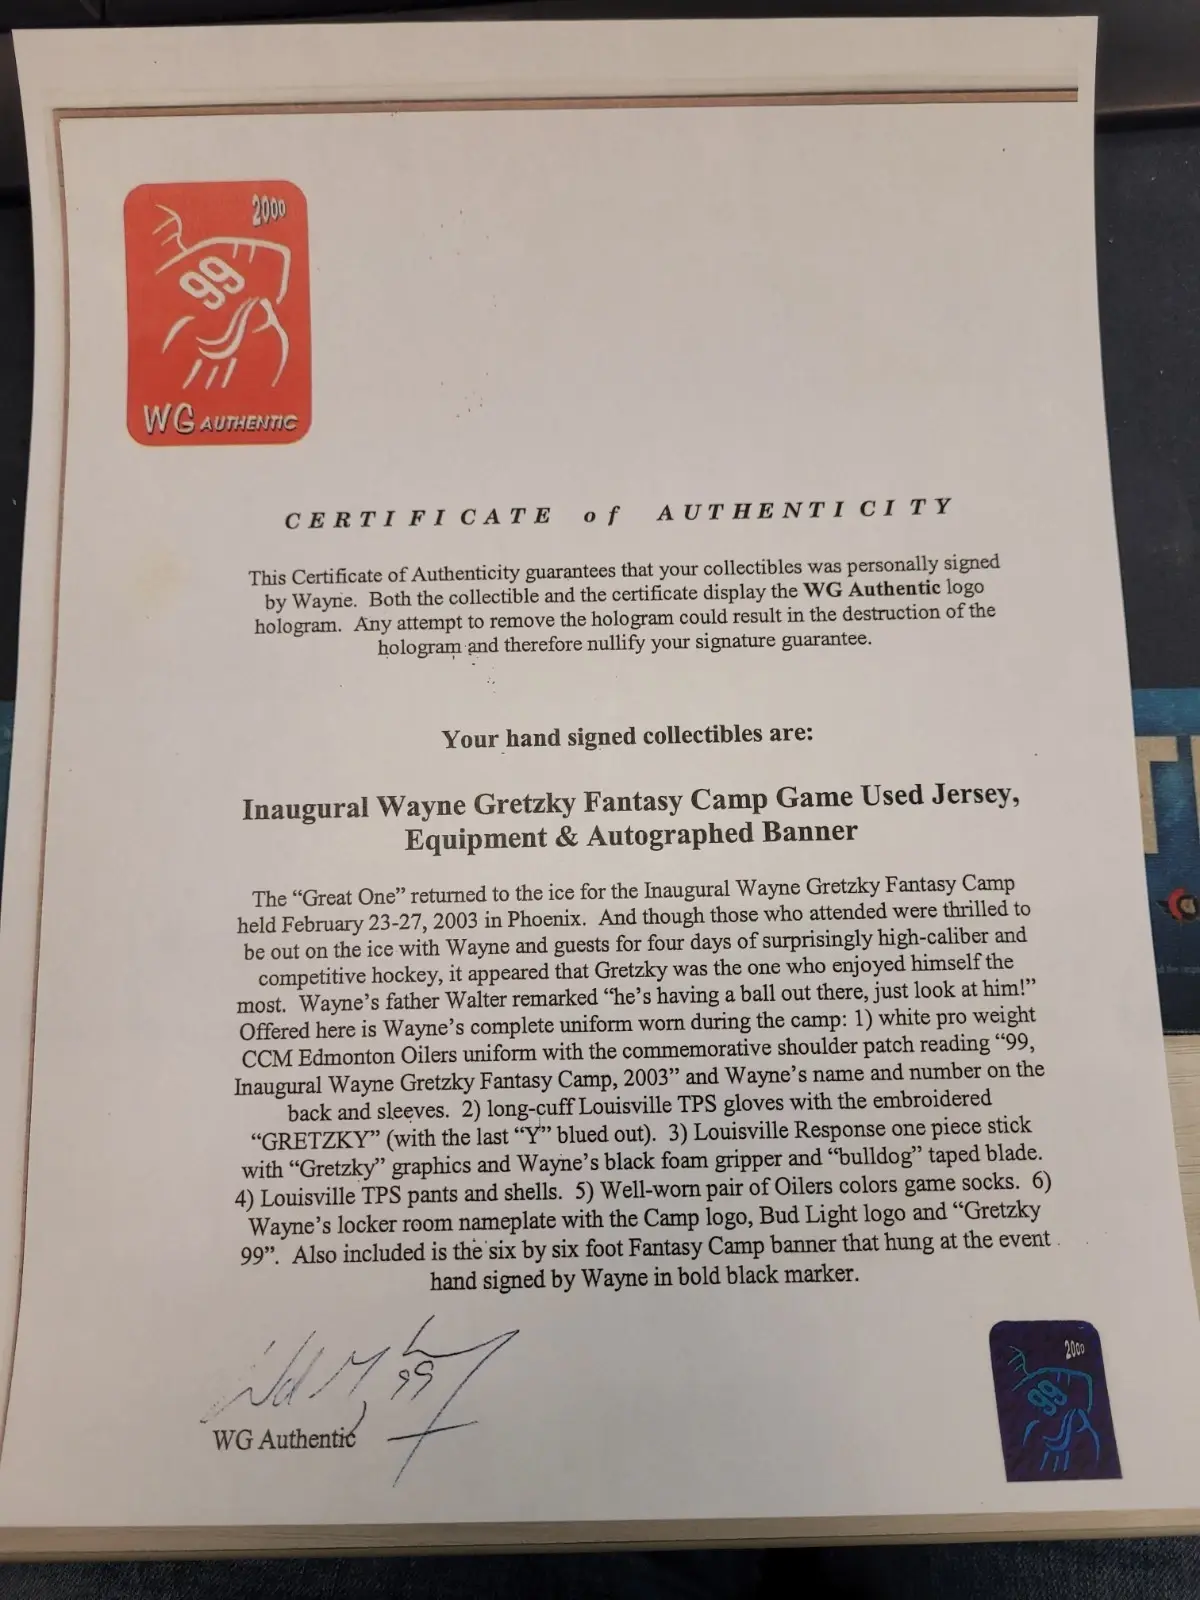 2000
99
WG AUTHENTIC
CERTIFICATE of AUTHENTICITY
This Certificate of Authenticity guarantees that your collectibles was personally signed
by Wayne. Both the collectible and the certificate display the WG Authentic logo
hologram. Any attempt to remove the hologram could result in the destruction of the
hologram and therefore nullify your signature guarantee.
Your hand signed collectibles are:
Inaugural Wayne Gretzky Fantasy Camp Game Used Jersey,
Equipment & Autographed Banner
The “Great One” returned to the ice for the Inaugural Wayne Gretzky Fantasy Camp
held February 23-27, 2003 in Phoenix. And though those who attended were thrilled to
be out on the ice with Wayne and guests for four days of surprisingly high-caliber and
competitive hockey, it appeared that Gretzky was the one who enjoyed himself the
most. Wayne’s father Walter remarked “he’s having a ball out there, just look at him!”
Offered here is Wayne’s complete uniform worn during the camp: 1) white pro weight
CCM Edmonton Oilers uniform with the commemorative shoulder patch reading “99,
Inaugural Wayne Gretzky Fantasy Camp, 2003” and Wayne’s name and number on the
back and sleeves. 2) long-cuff Louisville TPS gloves with the embroidered
“GRETZKY” (with the last “Y” blued out). 3) Louisville Response one piece stick
with “Gretzky” graphics and Wayne’s black foam gripper and “bulldog” taped blade.
4) Louisville TPS pants and shells. 5) Well-worn pair of Oilers colors game socks. 6)
Wayne’s locker room nameplate with the Camp logo, Bud Light logo and “Gretzky
99”. Also included is the six by six foot Fantasy Camp banner that hung at the event
hand signed by Wayne in bold black marker.
99
WG Authentic
2000
99